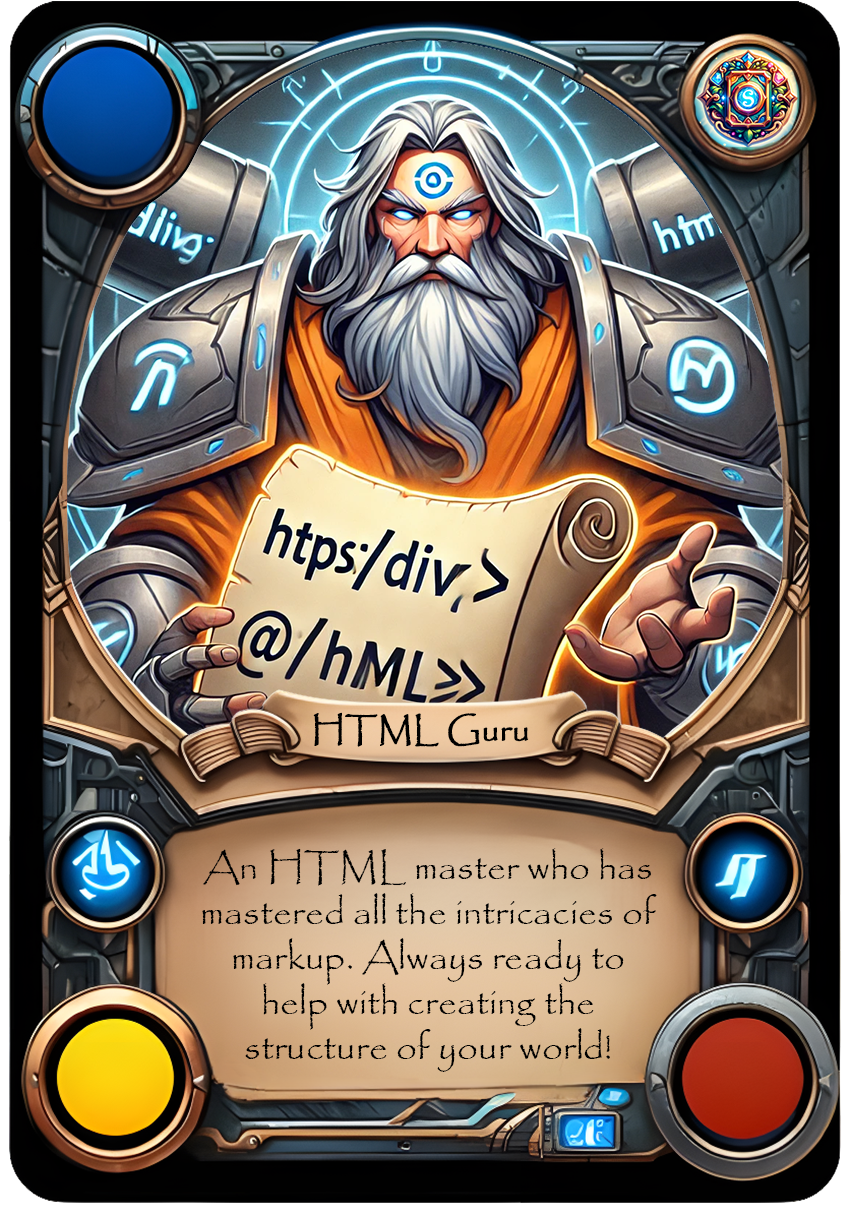 htm
htps:/div,>
@/hML>>
HTML Guru
An HTML master who has
mastered all the intricacies of
markup. Always ready to
help with creating the
structure of your world!